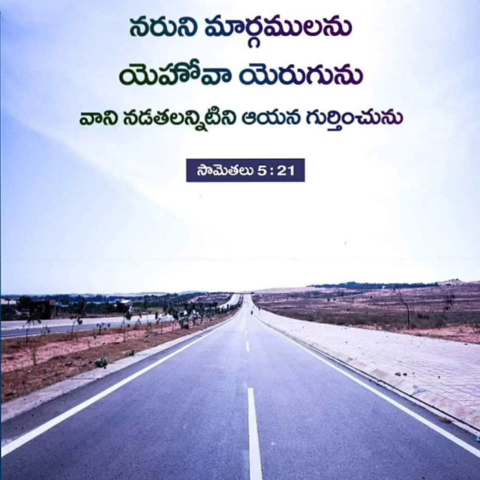 నరుని మార్గములను
యెహోవా యెరుగును
వాని నడతలన్నిటిని ఆయన గుర్తించును
సామెతలు 5 : 21